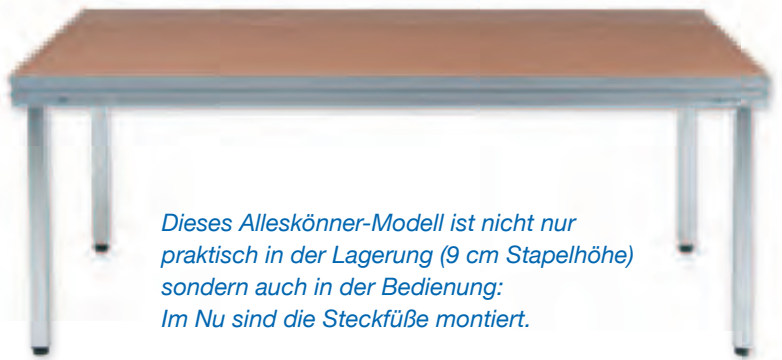 Dieses Alleskönner-Modell ist nicht nur
praktisch in der Lagerung (9 cm Stapelhöhe)
sondern auch in der Bedienung:
Im Nu sind die Steckfüße montiert.